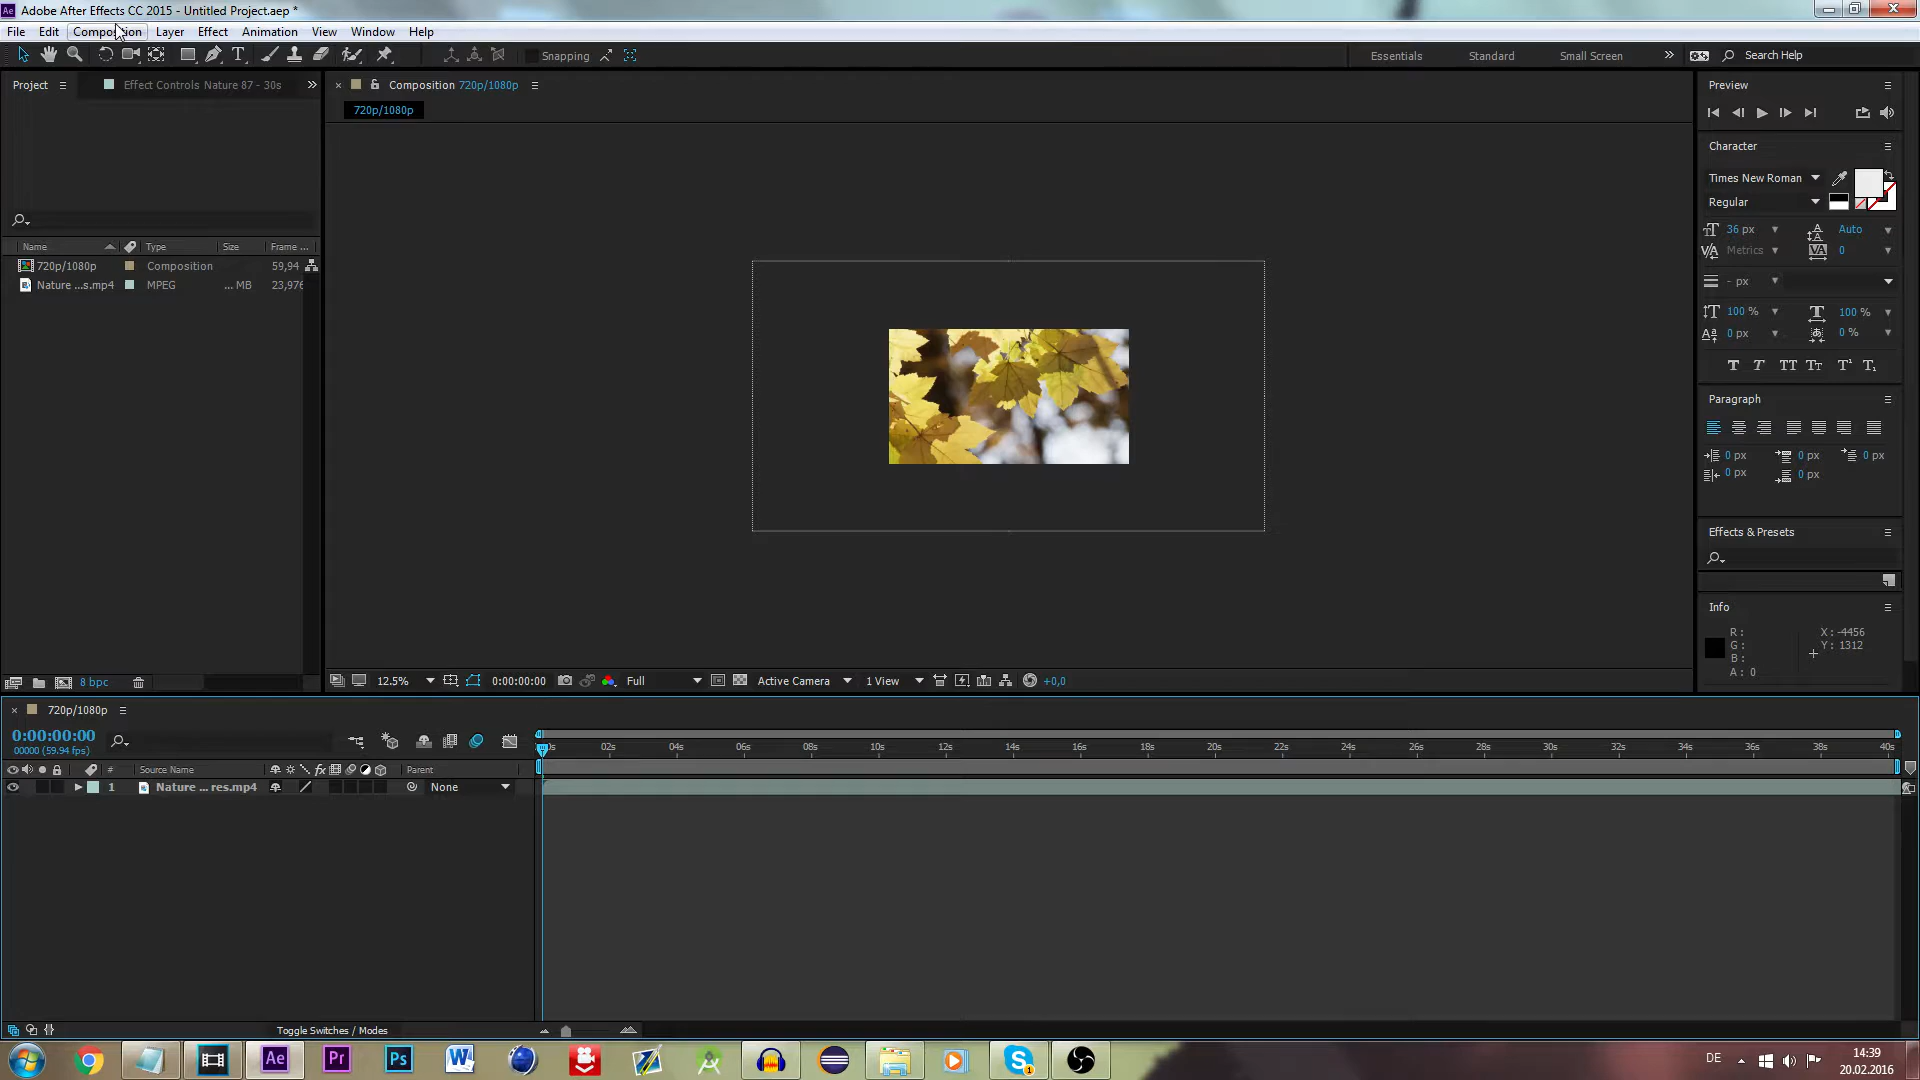 Adobe After Effects CC 2015 - Untitled Project.aep *
File Edit Composition Layer Effect Animation View Window Help
Snapping
Essentials Standard Small Screen Search Help
Project Effect Controls Nature 87 - 30s
Composition 720p/1080p
720p/1080p
Name Type Size Frame ...
720p/1080p Composition 59,94
Nature ...s.mp4 MPEG ... MB 23,976
8 bpc
12.5% 0:00:00:00 Full Active Camera 1 View +0,0
Preview
Character
Times New Roman
Regular
36 px Auto
Metrics 0
- px
100 % 100 %
0 px 0 %
Paragraph
0 px 0 px 0 px
0 px 0 px
Effects & Presets
Info
R : X : -4456
G : Y : 1312
B :
A : 0
720p/1080p
0:00:00:00
00000 (59.94 fps)
0s 02s 04s 06s 08s 10s 12s 14s 16s 18s 20s 22s 24s 26s 28s 30s 32s 34s 36s 38s 40s
# Source Name Parent
1 Nature ... res.mp4 None
Toggle Switches / Modes
DE 14:39
20.02.2016